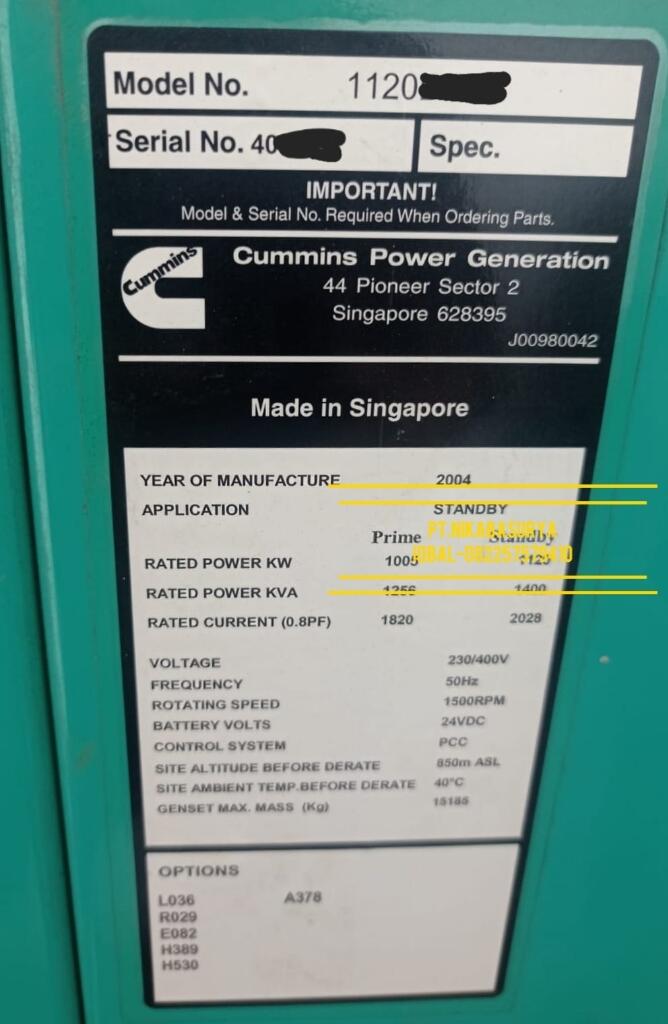 Model No. 1120
Serial No. 40 Spec.
IMPORTANT!
Model & Serial No. Required When Ordering Parts.
Cummins
Cummins Power Generation
44 Pioneer Sector 2
Singapore 628395
J00980042
Made in Singapore
YEAR OF MANUFACTURE 2004
APPLICATION STANDBY
Prime Standby
PT.NIKARASURYA
RATED POWER KW 1005 1120
RATED POWER KVA 1256 1400
RATED CURRENT (0.8PF) 1820 2028
VOLTAGE 230/400V
FREQUENCY 50Hz
ROTATING SPEED 1500RPM
BATTERY VOLTS 24VDC
CONTROL SYSTEM PCC
SITE ALTITUDE BEFORE DERATE 850m ASL
SITE AMBIENT TEMP.BEFORE DERATE 40°C
GENSET MAX. MASS (Kg) 15185
OPTIONS
L036 A378
R029
E082
H389
H530